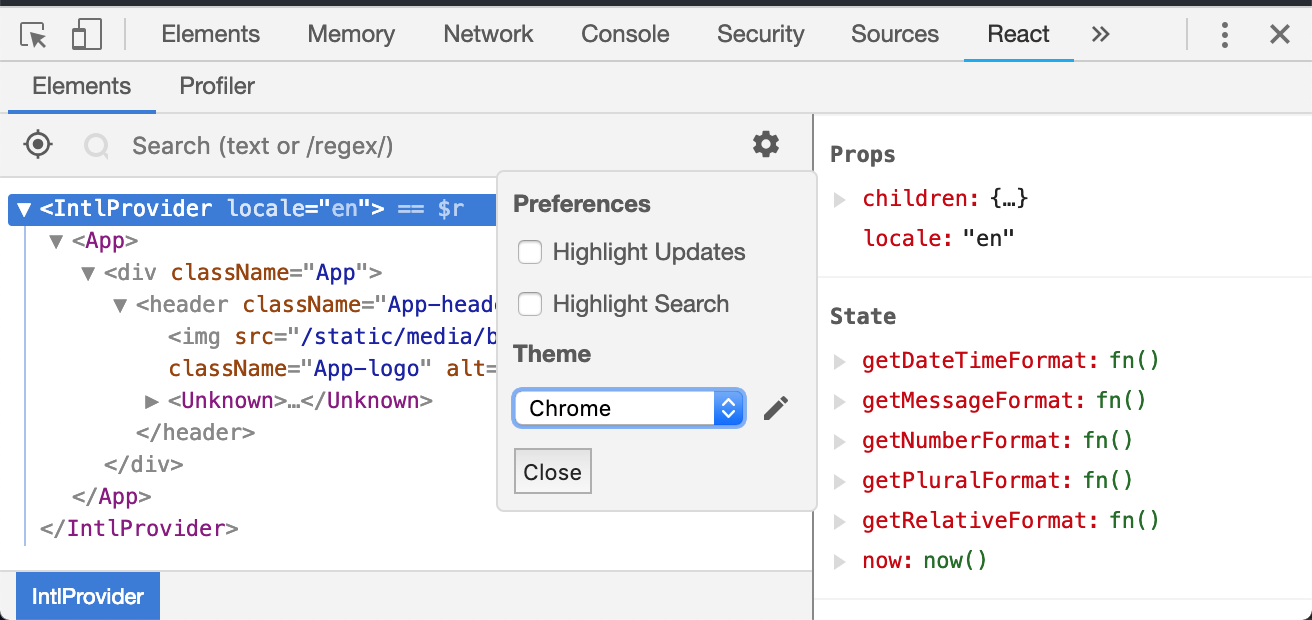 Elements Memory Network Console Security Sources React »
Elements Profiler
Search (text or /regex/)
▼ <IntlProvider locale="en"> == $r
▼ <App>
▼ <div className="App">
▼ <header className="App-heade
<img src="/static/media/b
className="App-logo" alt=
▶ <Unknown>…</Unknown>
</header>
</div>
</App>
</IntlProvider>
IntlProvider
Preferences
Highlight Updates
Highlight Search
Theme
Chrome
Close
Props
children: {…}
locale: "en"
State
getDateTimeFormat: fn()
getMessageFormat: fn()
getNumberFormat: fn()
getPluralFormat: fn()
getRelativeFormat: fn()
now: now()